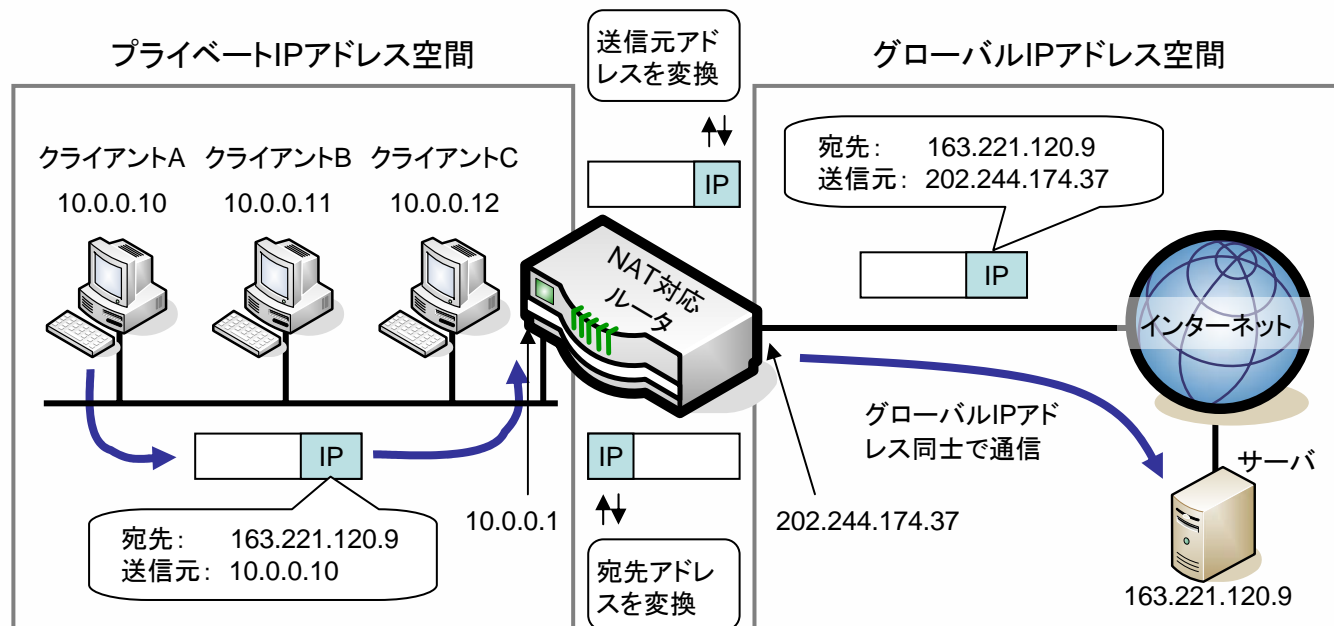 プライベートIPアドレス空間
送信元アド
レスを変換
グローバルIPアドレス空間
クライアントA クライアントB クライアントC
10.0.0.10 10.0.0.11 10.0.0.12
IP
宛先： 163.221.120.9
送信元： 202.244.174.37
IP
NAT対応
ルータ
インターネット
グローバルIPアド
レス同士で通信
IP
IP
サーバ
10.0.0.1
202.244.174.37
宛先： 163.221.120.9
送信元： 10.0.0.10
宛先アドレ
スを変換
163.221.120.9